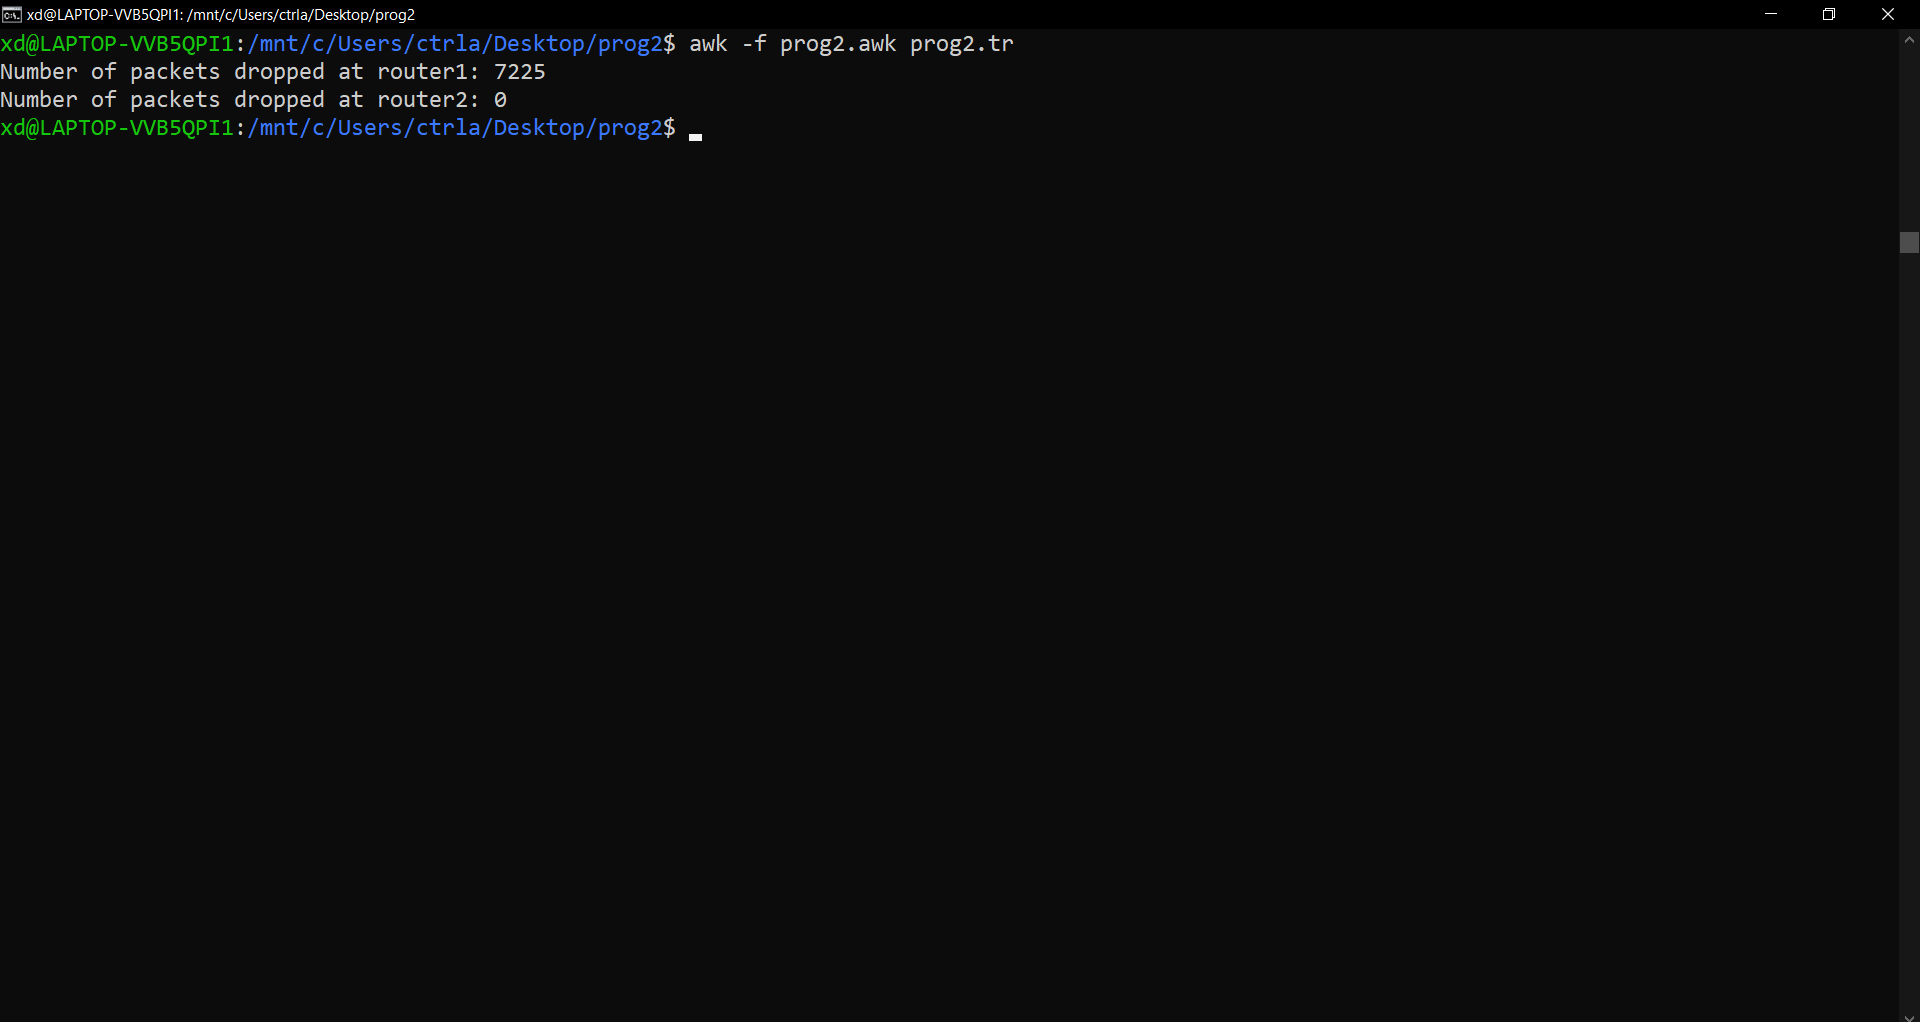 xd@LAPTOP-VVB5QPI1: /mnt/c/Users/ctrla/Desktop/prog2
xd@LAPTOP-VVB5QPI1:/mnt/c/Users/ctrla/Desktop/prog2$ awk -f prog2.awk prog2.tr
Number of packets dropped at router1: 7225
Number of packets dropped at router2: 0
xd@LAPTOP-VVB5QPI1:/mnt/c/Users/ctrla/Desktop/prog2$